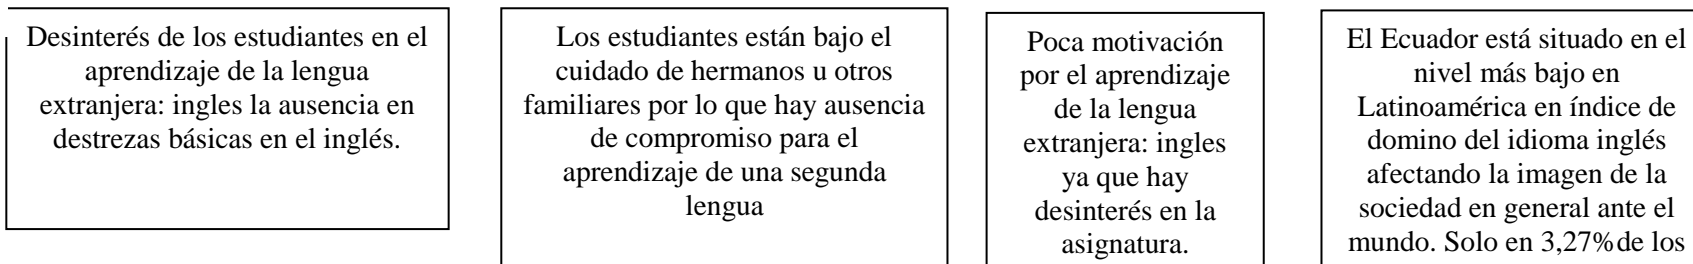 Desinterés de los estudiantes en el
aprendizaje de la lengua
extranjera: ingles la ausencia en
destrezas básicas en el inglés.
Los estudiantes están bajo el
cuidado de hermanos u otros
familiares por lo que hay ausencia
de compromiso para el
aprendizaje de una segunda
lengua
Poca motivación
por el aprendizaje
de la lengua
extranjera: ingles
ya que hay
desinterés en la
asignatura.
El Ecuador está situado en el
nivel más bajo en
Latinoamérica en índice de
domino del idioma inglés
afectando la imagen de la
sociedad en general ante el
mundo. Solo en 3,27% de los